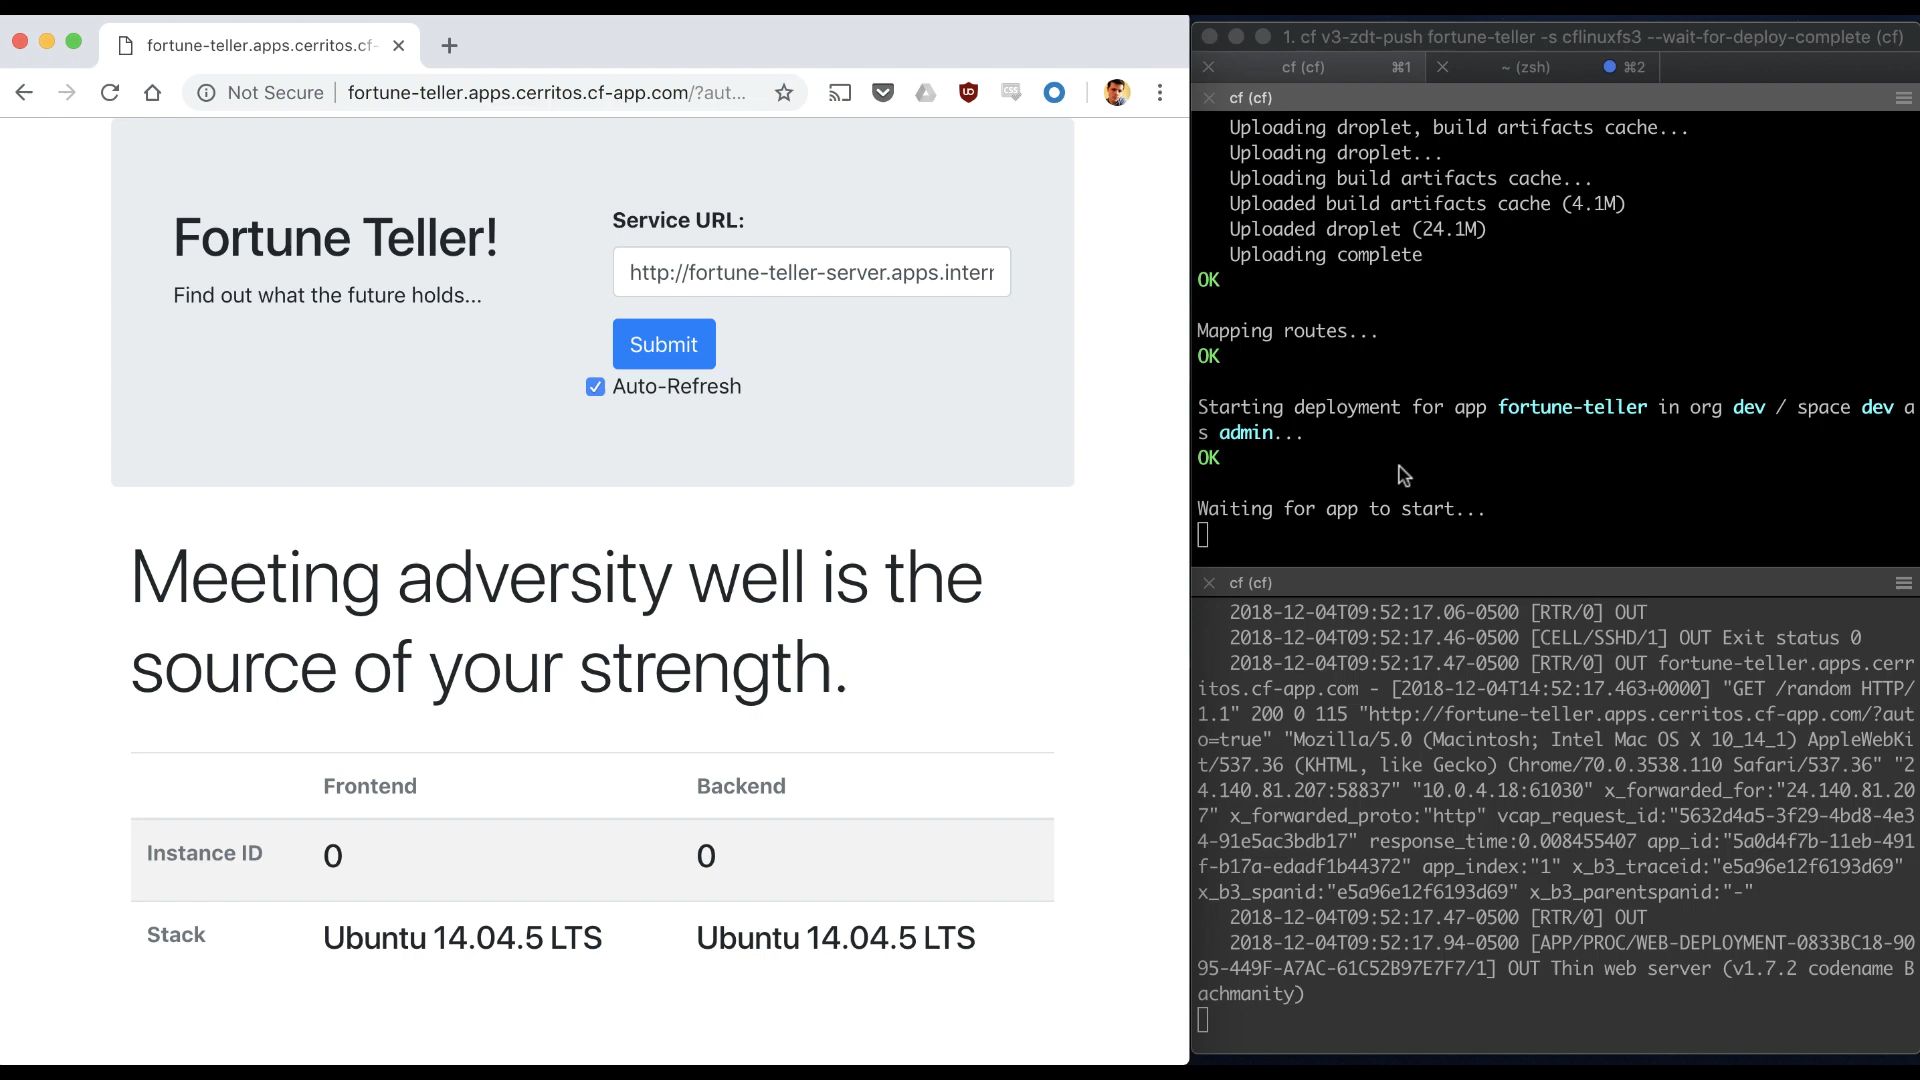 fortune-teller.apps.cerritos.cf-
Not Secure
fortune-teller.apps.cerritos.cf-app.com/?aut...
CSS
Fortune Teller!
Find out what the future holds...
Service URL:
http://fortune-teller-server.apps.intern
Submit
Auto-Refresh
Meeting adversity well is the
source of your strength.
Frontend Backend
Instance ID 0 0
Stack Ubuntu 14.04.5 LTS Ubuntu 14.04.5 LTS
1. cf v3-zdt-push fortune-teller -s cflinuxfs3 --wait-for-deploy-complete (cf)
cf (cf) ⌘1 ~ (zsh) ⌘2
cf (cf)
Uploading droplet, build artifacts cache...
Uploading droplet...
Uploading build artifacts cache...
Uploaded build artifacts cache (4.1M)
Uploaded droplet (24.1M)
Uploading complete
OK
Mapping routes...
OK
Starting deployment for app fortune-teller in org dev / space dev a
s admin...
OK
Waiting for app to start...
cf (cf)
2018-12-04T09:52:17.06-0500 [RTR/0] OUT
2018-12-04T09:52:17.46-0500 [CELL/SSHD/1] OUT Exit status 0
2018-12-04T09:52:17.47-0500 [RTR/0] OUT fortune-teller.apps.cerr
itos.cf-app.com - [2018-12-04T14:52:17.463+0000] "GET /random HTTP/
1.1" 200 0 115 "http://fortune-teller.apps.cerritos.cf-app.com/?aut
o=true" "Mozilla/5.0 (Macintosh; Intel Mac OS X 10_14_1) AppleWebKi
t/537.36 (KHTML, like Gecko) Chrome/70.0.3538.110 Safari/537.36" "2
4.140.81.207:58837" "10.0.4.18:61030" x_forwarded_for:"24.140.81.20
7" x_forwarded_proto:"http" vcap_request_id:"5632d4a5-3f29-4bd8-4e3
4-91e5ac3bdb17" response_time:0.008455407 app_id:"5a0d4f7b-11eb-491
f-b17a-edadf1b44372" app_index:"1" x_b3_traceid:"e5a96e12f6193d69"
x_b3_spanid:"e5a96e12f6193d69" x_b3_parentspanid:"-"
2018-12-04T09:52:17.47-0500 [RTR/0] OUT
2018-12-04T09:52:17.94-0500 [APP/PROC/WEB-DEPLOYMENT-0833BC18-90
95-449F-A7AC-61C52B97E7F7/1] OUT Thin web server (v1.7.2 codename B
achmanity)